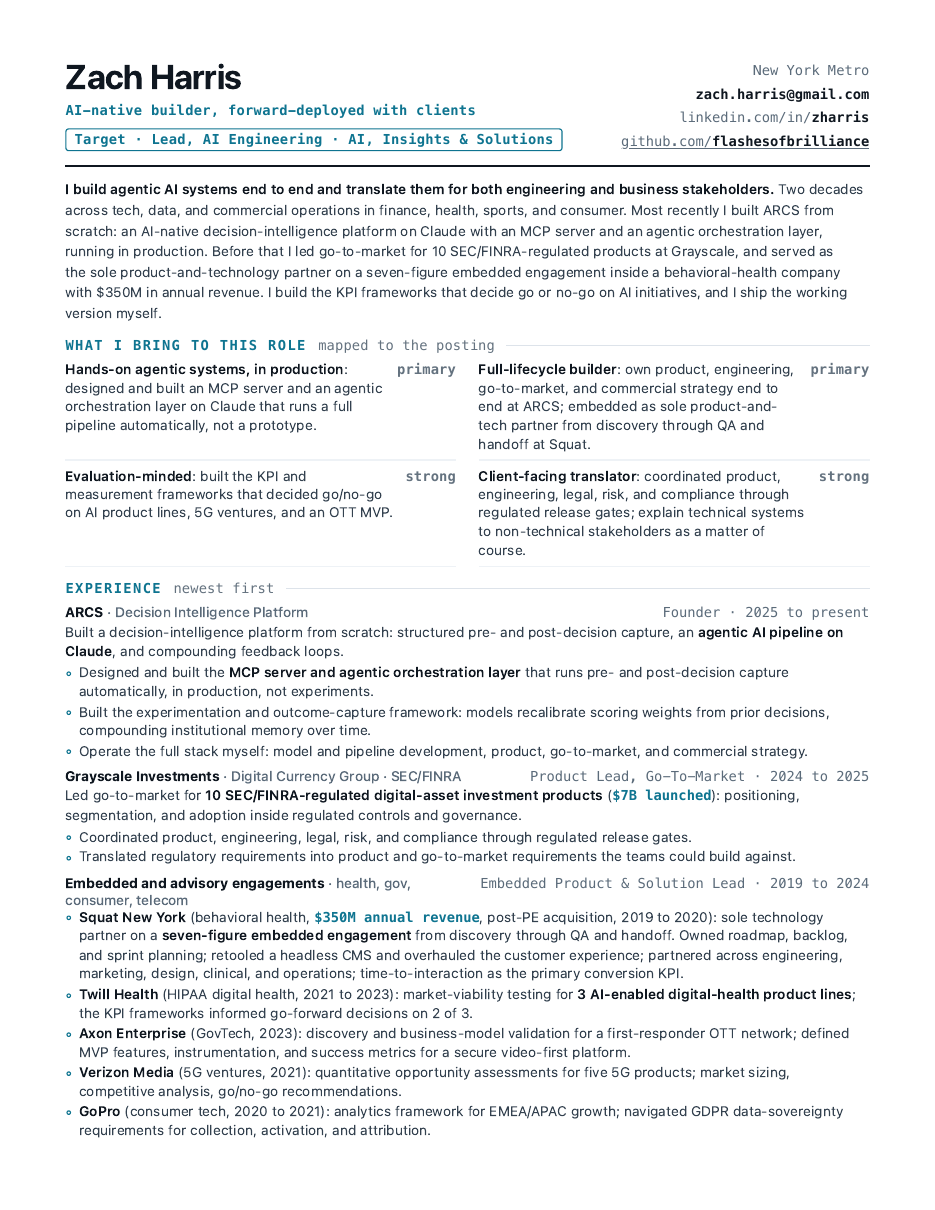 Zach Harris
AI-native builder, forward-deployed with clients
Target · Lead, AI Engineering · AI, Insights & Solutions
New York Metro
zach.harris@gmail.com
linkedin.com/in/zharris
github.com/flashesofbrilliance
I build agentic AI systems end to end and translate them for both engineering and business stakeholders. Two decades
across tech, data, and commercial operations in finance, health, sports, and consumer. Most recently I built ARCS from
scratch: an AI-native decision-intelligence platform on Claude with an MCP server and an agentic orchestration layer,
running in production. Before that I led go-to-market for 10 SEC/FINRA-regulated products at Grayscale, and served as
the sole product-and-technology partner on a seven-figure embedded engagement inside a behavioral-health company
with $350M in annual revenue. I build the KPI frameworks that decide go or no-go on AI initiatives, and I ship the working
version myself.
WHAT I BRING TO THIS ROLE mapped to the posting
Hands-on agentic systems, in production: primary
designed and built an MCP server and an agentic
orchestration layer on Claude that runs a full
pipeline automatically, not a prototype.
Full-lifecycle builder: own product, engineering, primary
go-to-market, and commercial strategy end to
end at ARCS; embedded as sole product-and-
tech partner from discovery through QA and
handoff at Squat.
Evaluation-minded: built the KPI and strong
measurement frameworks that decided go/no-go
on AI product lines, 5G ventures, and an OTT MVP.
Client-facing translator: coordinated product, strong
engineering, legal, risk, and compliance through
regulated release gates; explain technical systems
to non-technical stakeholders as a matter of
course.
EXPERIENCE newest first
ARCS · Decision Intelligence Platform Founder · 2025 to present
Built a decision-intelligence platform from scratch: structured pre- and post-decision capture, an agentic AI pipeline on
Claude, and compounding feedback loops.
Designed and built the MCP server and agentic orchestration layer that runs pre- and post-decision capture
automatically, in production, not experiments.
Built the experimentation and outcome-capture framework: models recalibrate scoring weights from prior decisions,
compounding institutional memory over time.
Operate the full stack myself: model and pipeline development, product, go-to-market, and commercial strategy.
Grayscale Investments · Digital Currency Group · SEC/FINRA Product Lead, Go-To-Market · 2024 to 2025
Led go-to-market for 10 SEC/FINRA-regulated digital-asset investment products ($7B launched): positioning,
segmentation, and adoption inside regulated controls and governance.
Coordinated product, engineering, legal, risk, and compliance through regulated release gates.
Translated regulatory requirements into product and go-to-market requirements the teams could build against.
Embedded and advisory engagements · health, gov, Embedded Product & Solution Lead · 2019 to 2024
consumer, telecom
Squat New York (behavioral health, $350M annual revenue, post-PE acquisition, 2019 to 2020): sole technology
partner on a seven-figure embedded engagement from discovery through QA and handoff. Owned roadmap, backlog,
and sprint planning; retooled a headless CMS and overhauled the customer experience; partnered across engineering,
marketing, design, clinical, and operations; time-to-interaction as the primary conversion KPI.
Twill Health (HIPAA digital health, 2021 to 2023): market-viability testing for 3 AI-enabled digital-health product lines;
the KPI frameworks informed go-forward decisions on 2 of 3.
Axon Enterprise (GovTech, 2023): discovery and business-model validation for a first-responder OTT network; defined
MVP features, instrumentation, and success metrics for a secure video-first platform.
Verizon Media (5G ventures, 2021): quantitative opportunity assessments for five 5G products; market sizing,
competitive analysis, go/no-go recommendations.
GoPro (consumer tech, 2020 to 2021): analytics framework for EMEA/APAC growth; navigated GDPR data-sovereignty
requirements for collection, activation, and attribution.